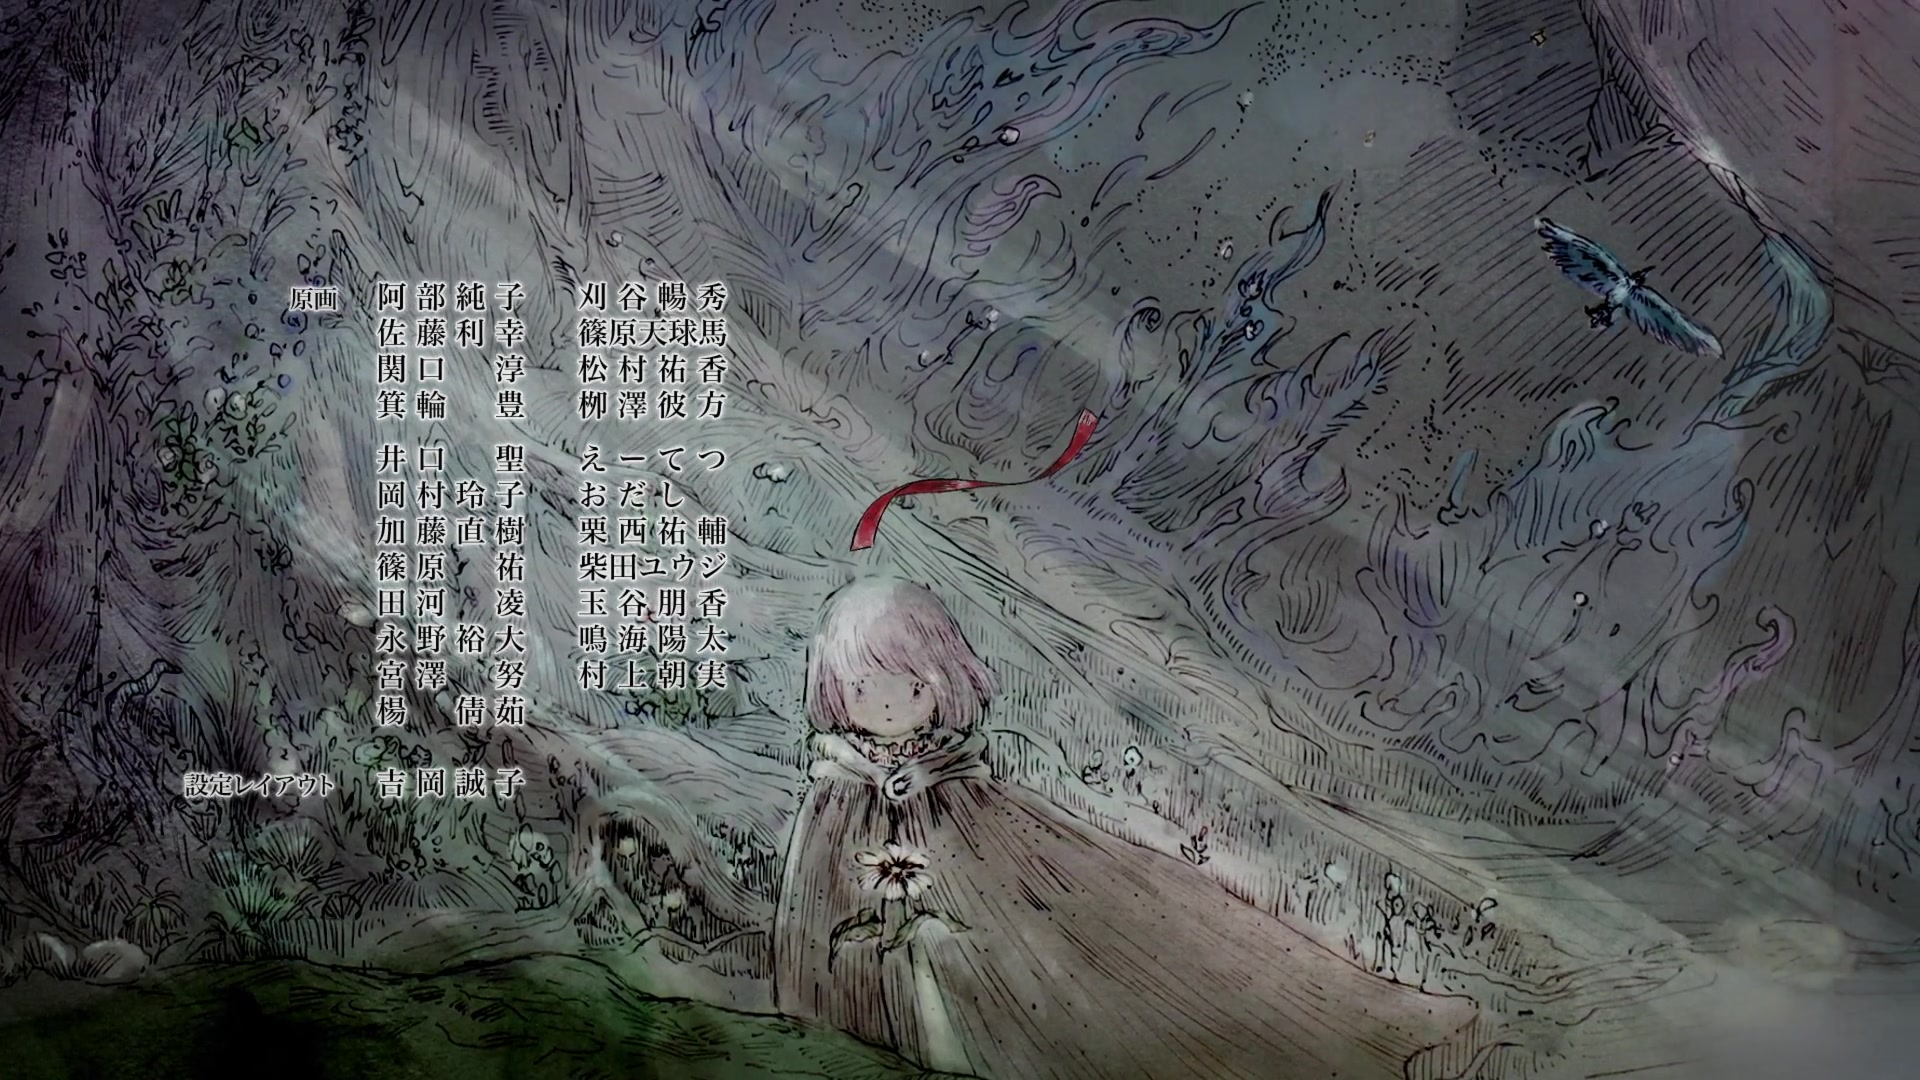 原画 阿部純子 刈谷暢秀
佐藤利幸 篠原天球馬
関口淳 松村祐香
箕輪豊 柳澤彼方
井口聖 えーてつ
岡村玲子 おだし
加藤直樹 栗西祐輔
篠原祐 柴田ユウジ
田河凌 玉谷朋香
永野裕大 鳴海陽太
宮澤努 村上朝実
楊倩茹
設定レイアウト 吉岡誠子